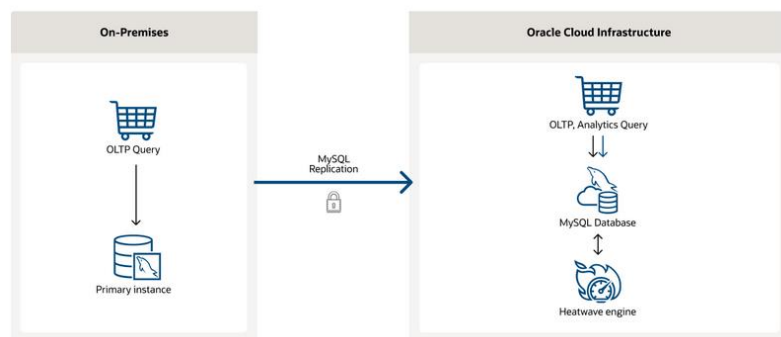 On-Premises
OLTP Query
Primary instance
MySQL
Replication
Oracle Cloud Infrastructure
OLTP, Analytics Query
MySQL Database
Heatwave engine